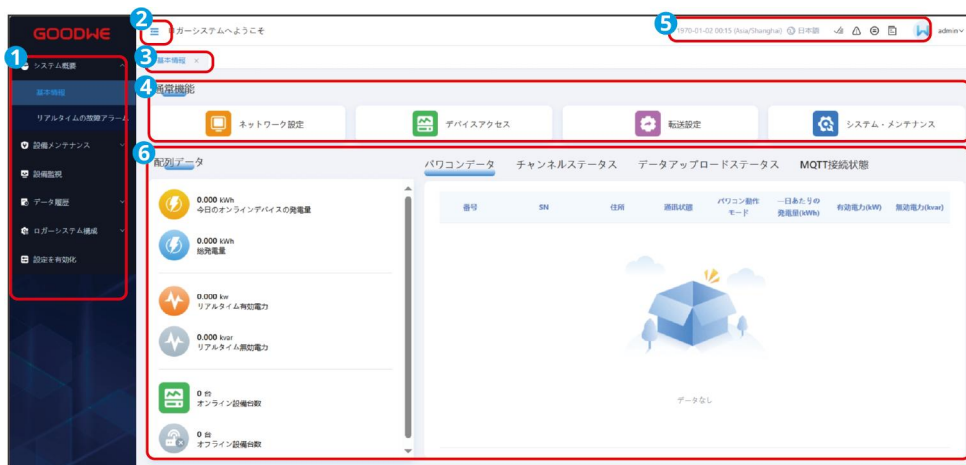 GOODWE
2
ロガーシステムへようこそ
5
1970-01-02 00:15 (Asia/Shanghai) 日本語
admin
1
システム概要
3
基本情報 ×
基本情報
4
通常機能
リアルタイムの故障アラーム
ネットワーク設定
デバイスアクセス
転送設定
システム・メンテナンス
設備メンテナンス
設備監視
データ履歴
ロガーシステム構成
設定を有効化
6
配列データ
0.000 kWh
今日のオンラインデバイスの発電量
0.000 kWh
総発電量
0.000 kw
リアルタイム有効電力
0.000 kvar
リアルタイム無効電力
0 台
オンライン設備台数
0 台
オフライン設備台数
パワコンデータ チャンネルステータス データアップロードステータス MQTT接続状態
番号 SN 住所 通訊状態 パワコン動作モード 一日あたりの発電量(kWh) 有効電力(kW) 無効電力(kvar)
データなし